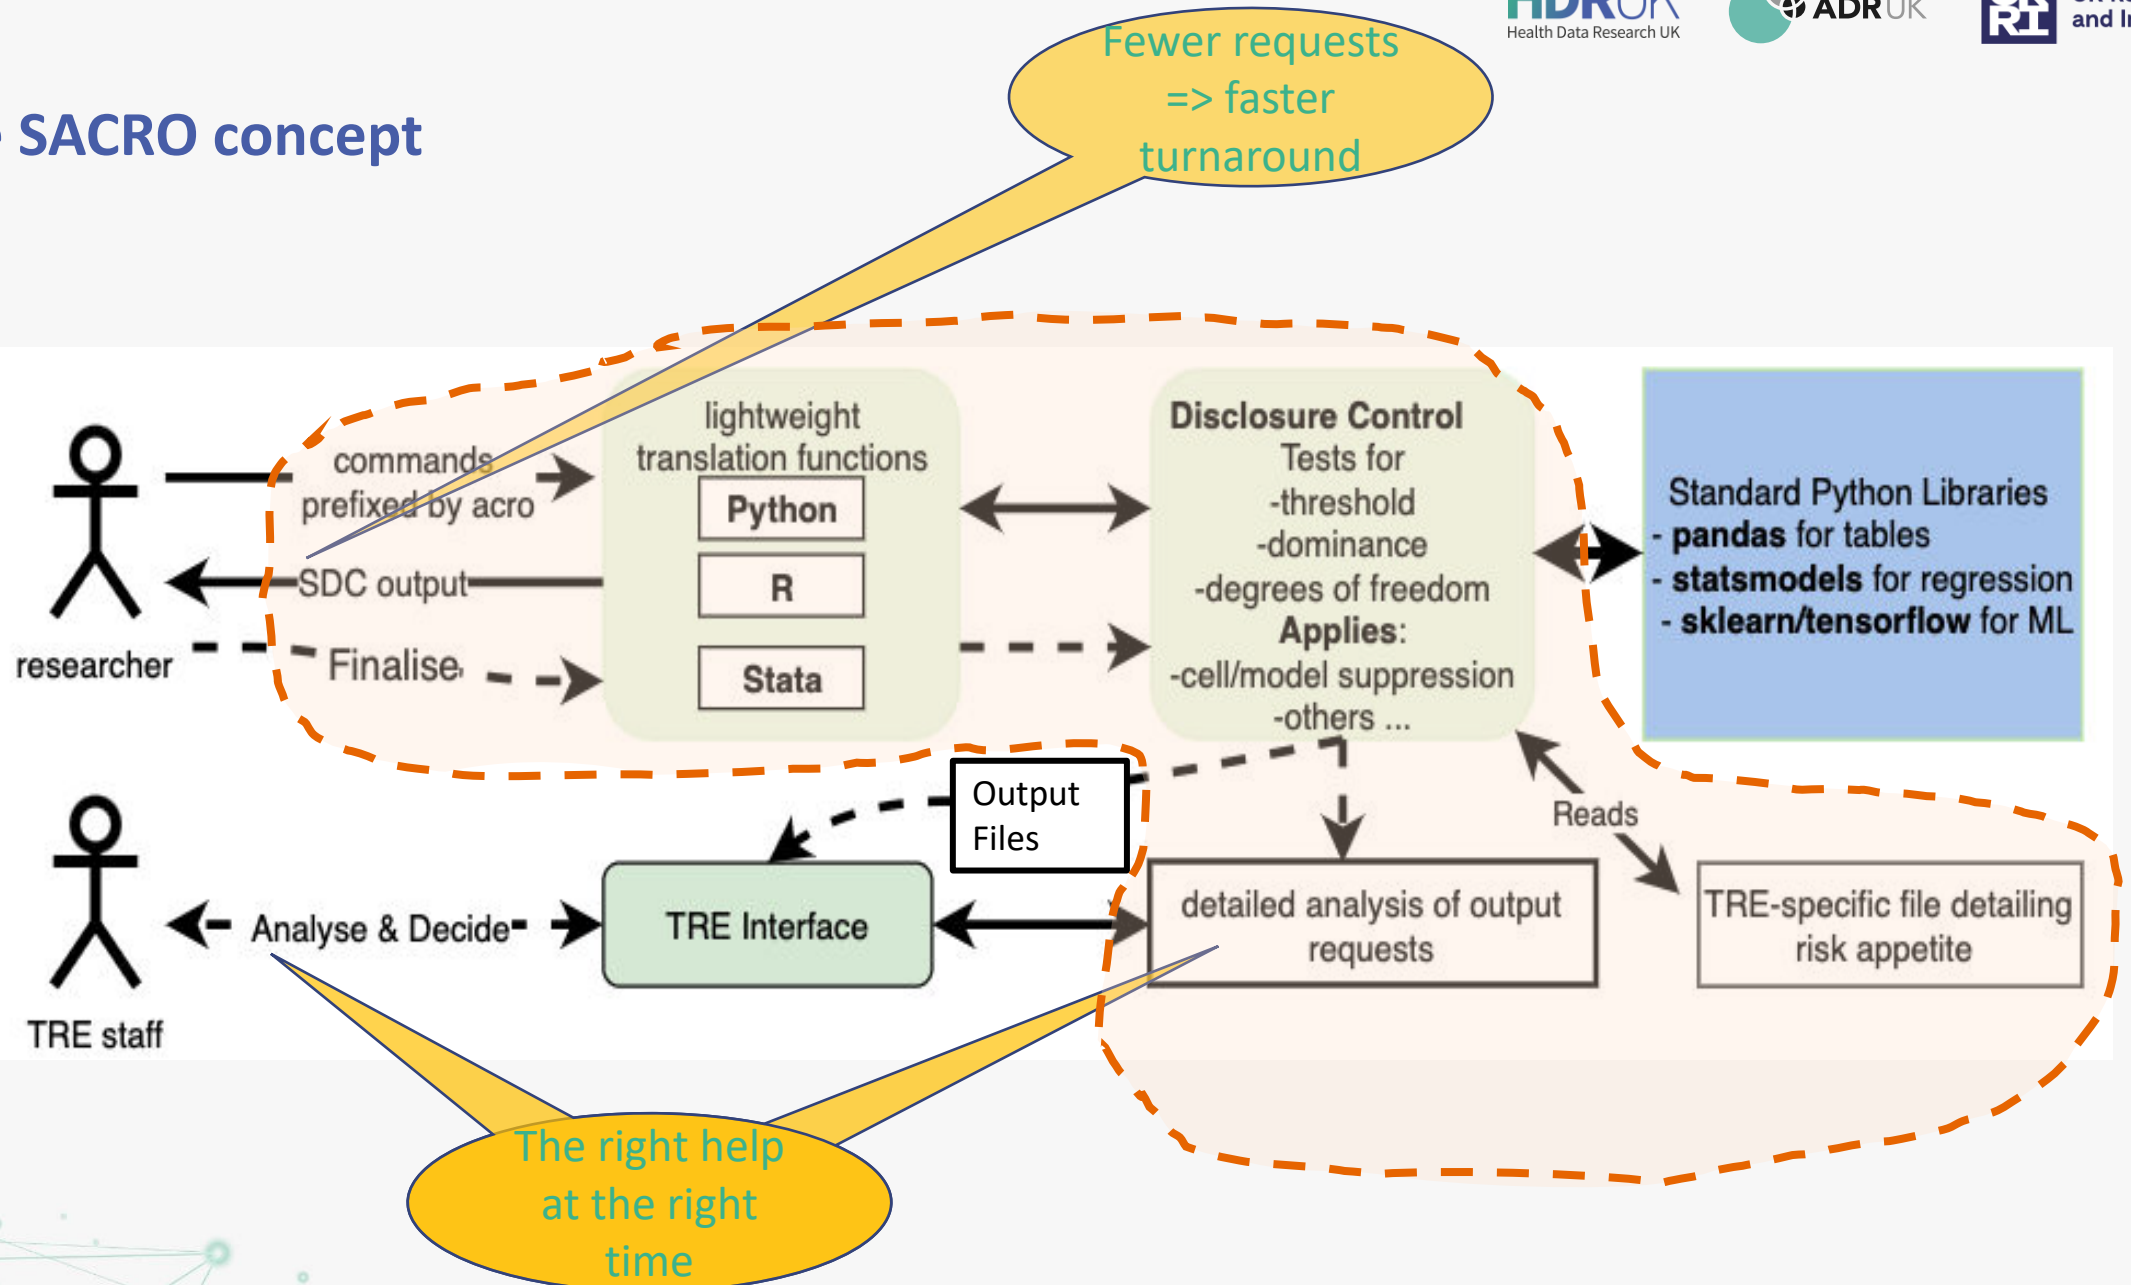 HDRUK
Health Data Research UK
ADRUK
and In
SACRO concept
Fewer requests
=> faster
turnaround
commands
prefixed by acro
SDC output
Finalise
researcher
lightweight
translation functions
Python
R
Stata
Disclosure Control
Tests for
-threshold
-dominance
-degrees of freedom
Applies:
-cell/model suppression
-others ...
Standard Python Libraries
- pandas for tables
- statsmodels for regression
- sklearn/tensorflow for ML
Output
Files
Reads
Analyse & Decide
TRE Interface
detailed analysis of output
requests
TRE-specific file detailing
risk appetite
TRE staff
The right help
at the right
time